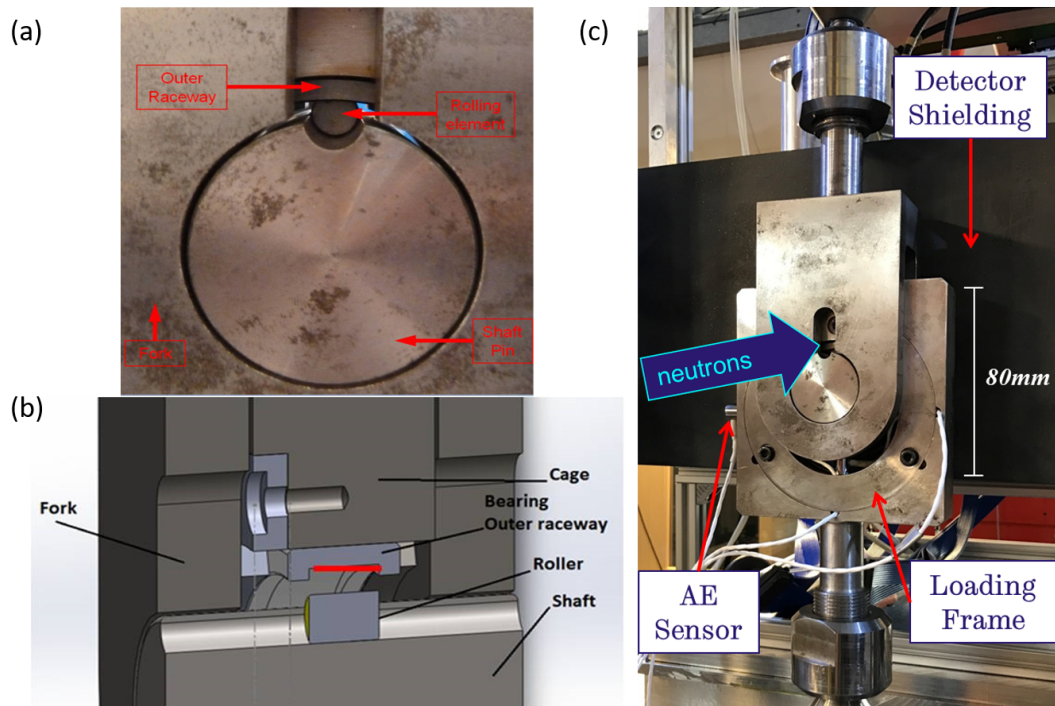 (a)
Outer
Raceway
Rolling
element
Fork
Shaft
Pin
(b)
Fork
Cage
Bearing
Outer raceway
Roller
Shaft
(c)
Detector
Shielding
neutrons
80mm
AE
Sensor
Loading
Frame